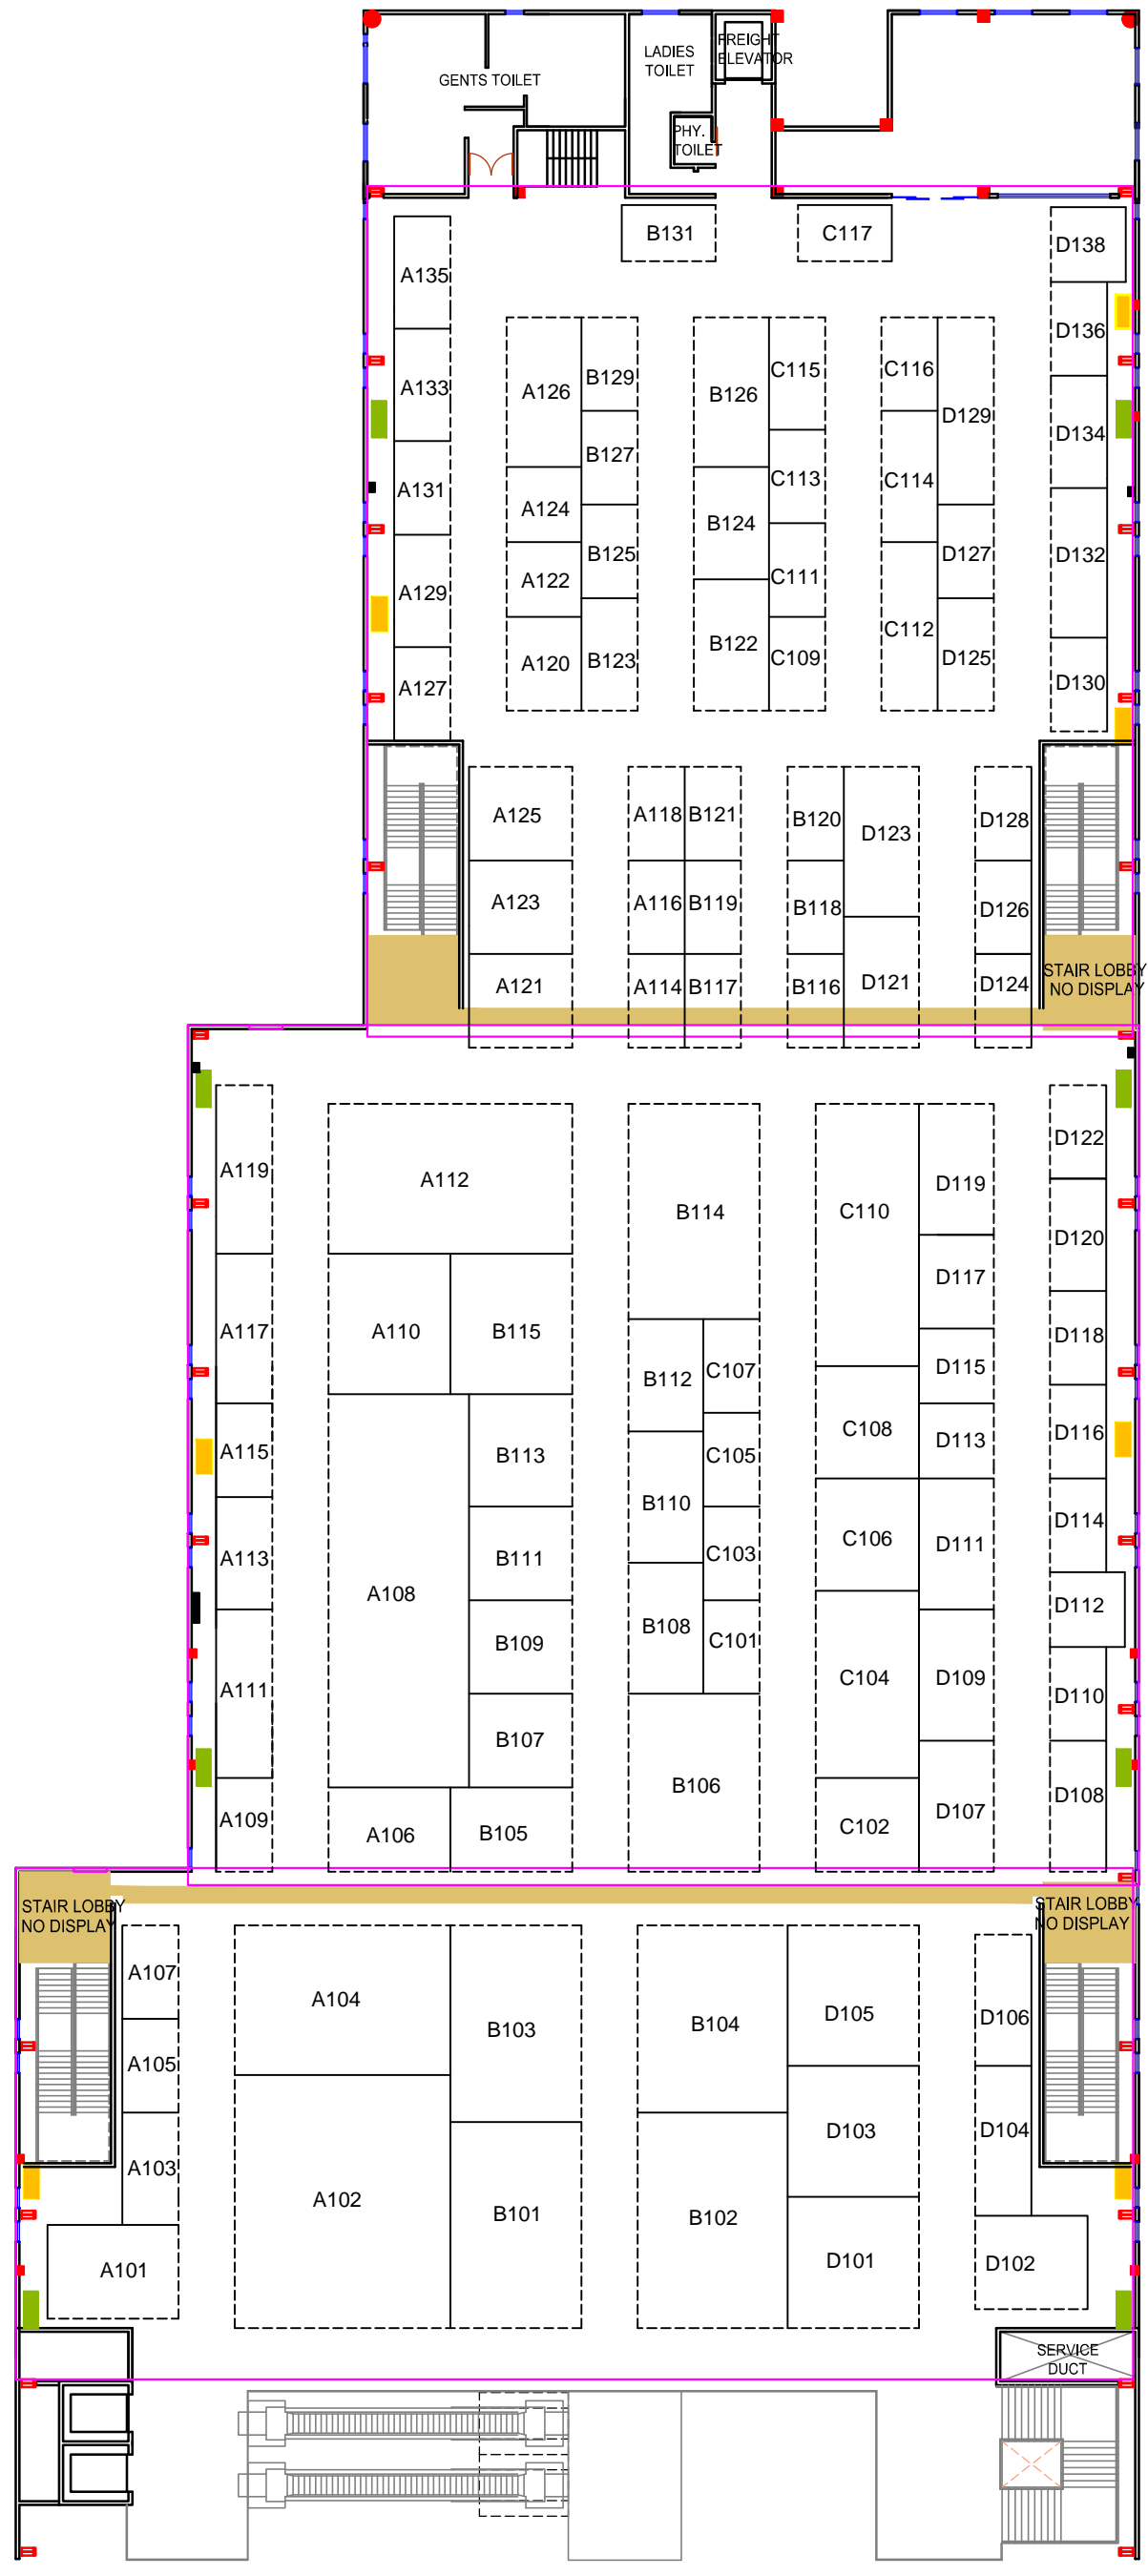 FREIGHT
ELEVATOR
LADIES
TOILET
GENTS TOILET
PHY.
TOILET
B131
C117
D138
A135
D136
C115
C116
B129
A126
B126
A133
D129
D134
B127
A131
C113
A124
B124
C114
B125
D127
D132
A122
C111
A129
B122
C112
A120
B123
C109
D125
A127
D130
A125
A118
B121
B120
D123
D128
A123
A116
B119
B118
D126
STAIR LOBBY
NO DISPLAY
A121
A114
B117
B116
D121
D124
D122
A119
A112
D119
B114
C110
D120
D117
A117
A110
B115
D118
C107
B112
D115
C108
D116
A115
B113
C105
D113
B110
D114
C106
A113
B111
C103
D111
A108
D112
B109
B108
C101
A111
C104
D109
D110
B107
B106
D108
A109
A106
B105
C102
D107
STAIR LOBBY
NO DISPLAY
STAIR LOBBY
NO DISPLAY
A107
A104
B103
B104
D105
D106
A105
D103
D104
A103
A102
B101
B102
A101
D101
D102
SERVICE
DUCT